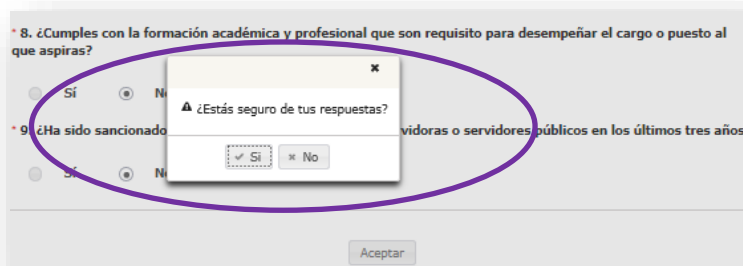 * 8. ¿Cumples con la formación académica y profesional que son requisito para desempeñar el cargo o puesto al
que aspiras?
Sí
✖
⚠ ¿Estás seguro de tus respuestas?
* 9. ¿Ha sido sancionado vidoras o servidores públicos en los últimos tres años
✔ Si ✖ No
Sí
Aceptar